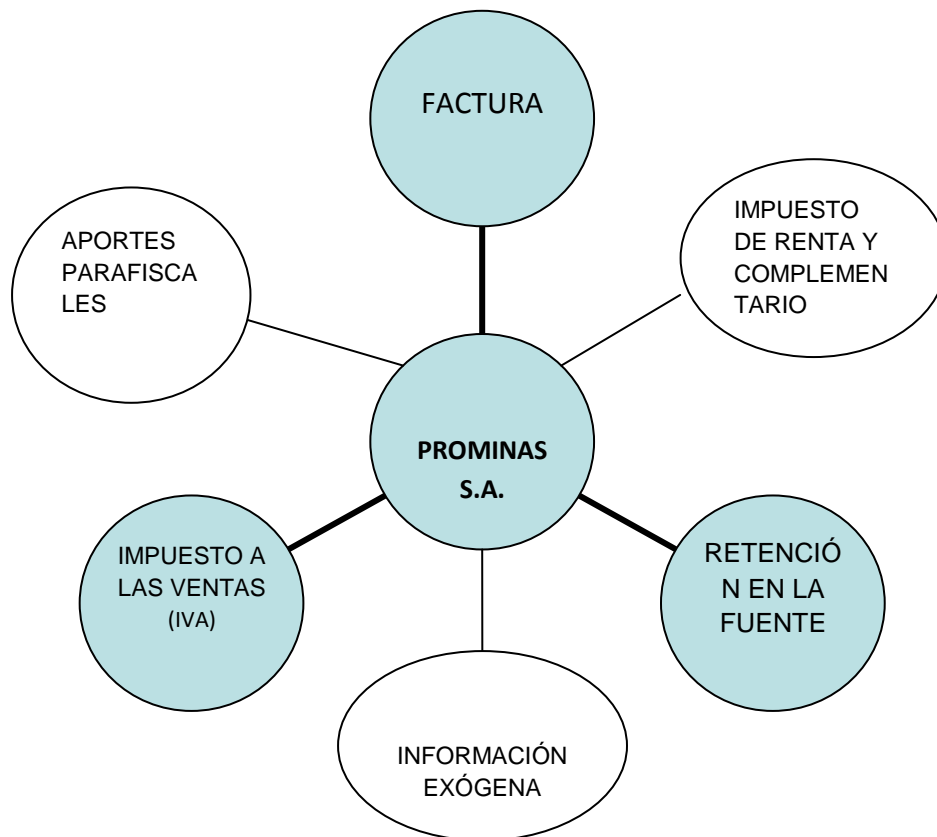 FACTURA
APORTES
PARAFISCA
LES
IMPUESTO
DE RENTA Y
COMPLEMEN
TARIO
PROMINAS
S.A.
IMPUESTO A
LAS VENTAS
(IVA)
RETENCIÓ
N EN LA
FUENTE
INFORMACIÓN
EXÓGENA